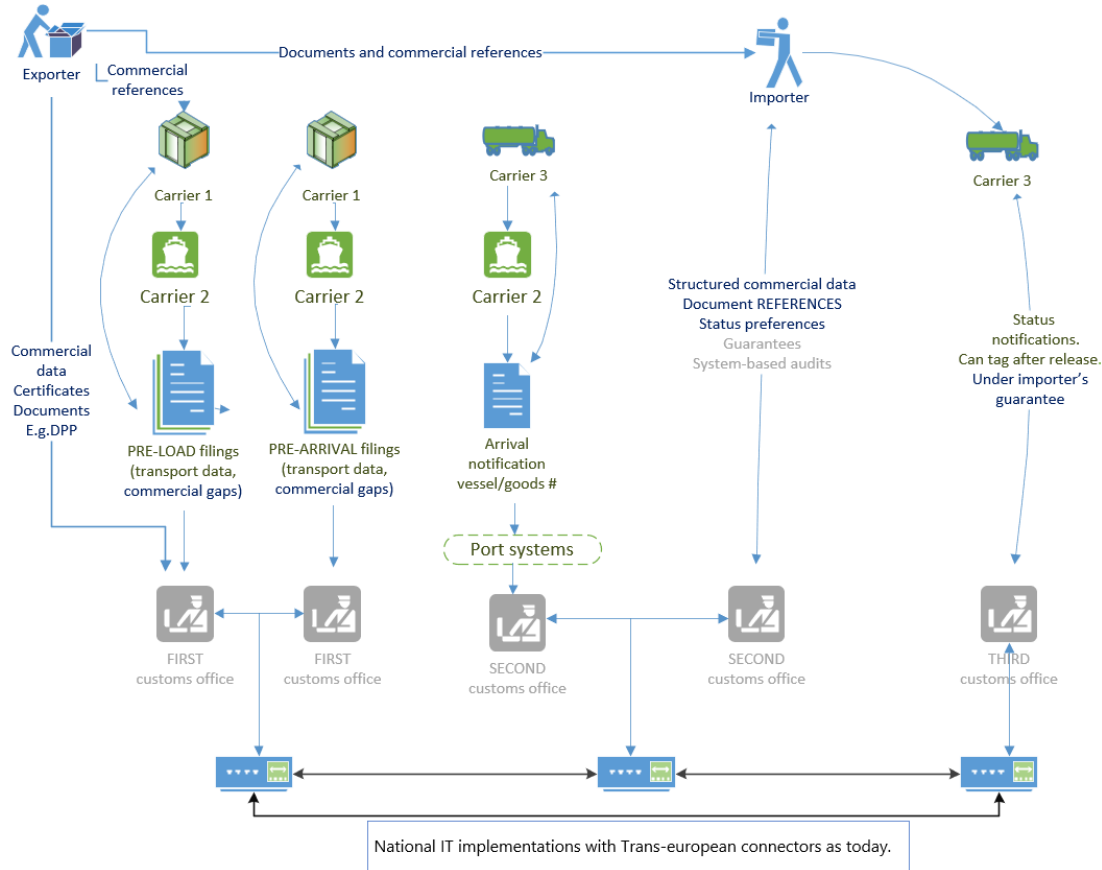 Exporter
Documents and commercial references
Commercial
references
Importer
Carrier 1
Carrier 1
Carrier 3
Carrier 3
Carrier 2
Carrier 2
Carrier 2
Commercial
data
Certificates
Documents
E.g.DPP
PRE-LOAD filings
(transport data,
commercial gaps)
PRE-ARRIVAL filings
(transport data,
commercial gaps)
Arrival
notification
vessel/goods #
Structured commercial data
Document REFERENCES
Status preferences
Guarantees
System-based audits
Status
notifications.
Can tag after release.
Under importer's
guarantee
Port systems
FIRST
customs office
FIRST
customs office
SECOND
customs office
SECOND
customs office
THIRD
customs office
National IT implementations with Trans-european connectors as today.